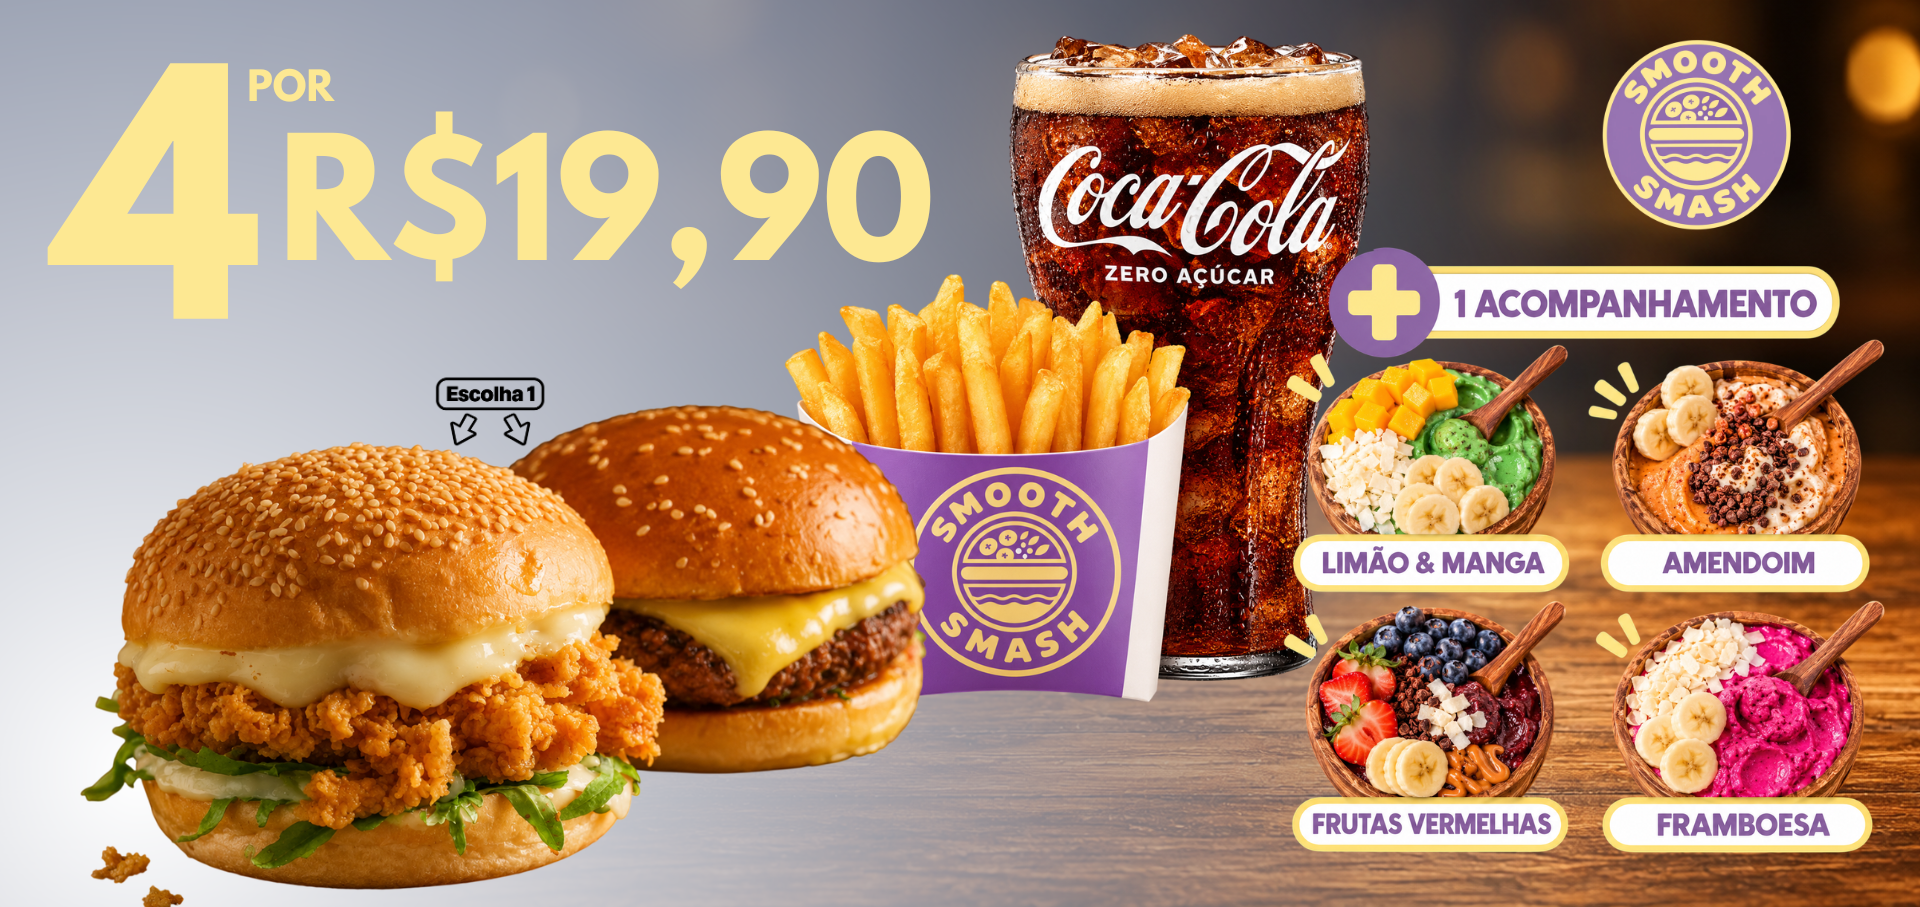 4 POR
R$19,90
Escolha 1
Coca-Cola
ZERO AÇÚCAR
SMOOTH
SMASH
SMOOTH
SMASH
1 ACOMPANHAMENTO
LIMÃO & MANGA
AMENDOIM
FRUTAS VERMELHAS
FRAMBOESA